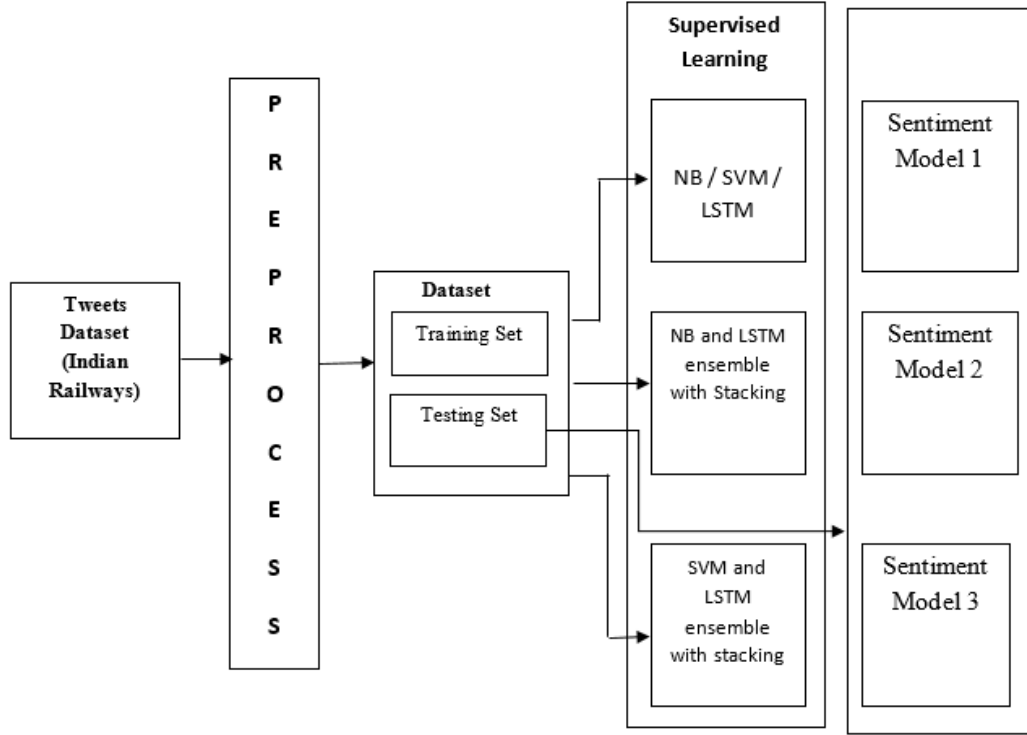 Tweets
Dataset
(Indian
Railways)
P
R
E
P
R
O
C
E
S
S
Dataset
Training Set
Testing Set
Supervised
Learning
NB / SVM /
LSTM
NB and LSTM
ensemble
with Stacking
SVM and
LSTM
ensemble
with stacking
Sentiment
Model 1
Sentiment
Model 2
Sentiment
Model 3